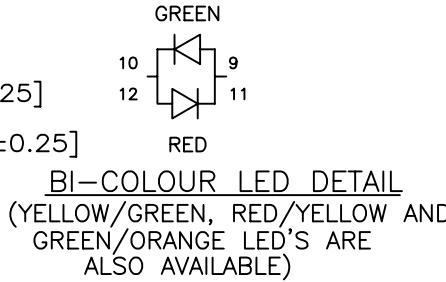 GREEN
10 9
.25]
12 11
±0.25]
RED
BI-COLOUR LED DETAIL
(YELLOW/GREEN, RED/YELLOW AND
GREEN/ORANGE LED'S ARE
ALSO AVAILABLE)